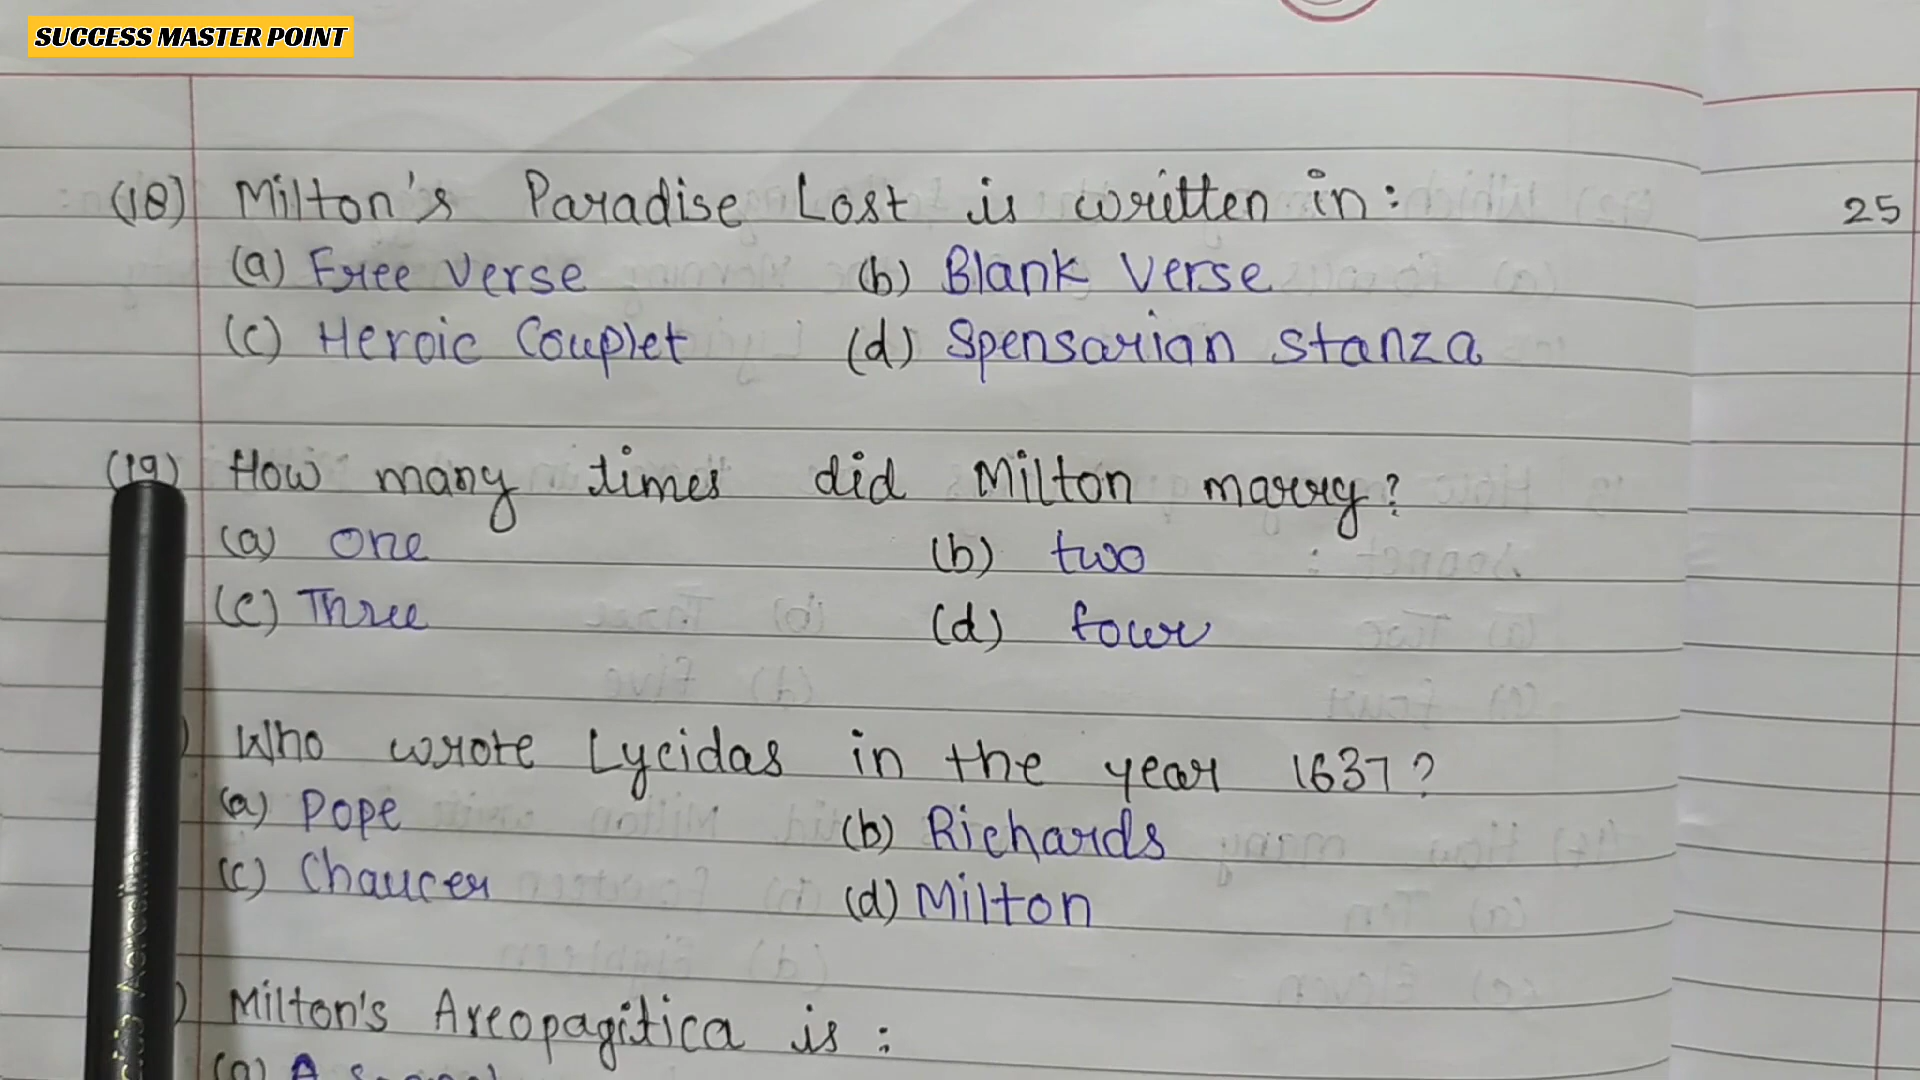 SUCCESS MASTER POINT
(18) Milton's Paradise Lost is written in: 25
(a) Free Verse (b) Blank Verse
(c) Heroic Couplet (d) Spensarian Stanza
(19) How many times did Milton marry?
(a) One (b) two
(c) Three (d) four
) Who wrote Lycidas in the year 1637?
(a) Pope (b) Richards
(c) Chaucer (d) Milton
) Milton's Areopagitica is :
(a) A